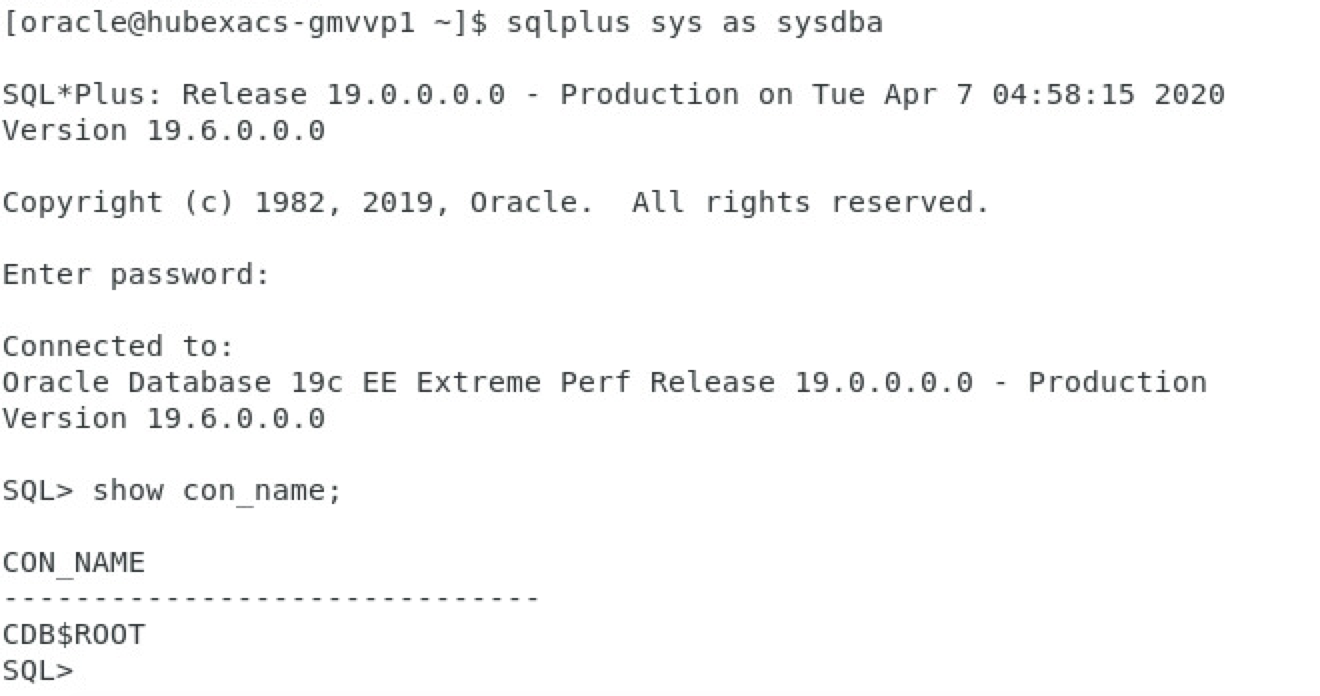 [oracle@hubexacs-gmvvp1 ~]$ sqlplus sys as sysdba
SQL*Plus: Release 19.0.0.0.0 - Production on Tue Apr 7 04:58:15 2020
Version 19.6.0.0.0
Copyright (c) 1982, 2019, Oracle.  All rights reserved.
Enter password:
Connected to:
Oracle Database 19c EE Extreme Perf Release 19.0.0.0.0 - Production
Version 19.6.0.0.0
SQL> show con_name;
CON_NAME
------------------------------
CDB$ROOT
SQL>